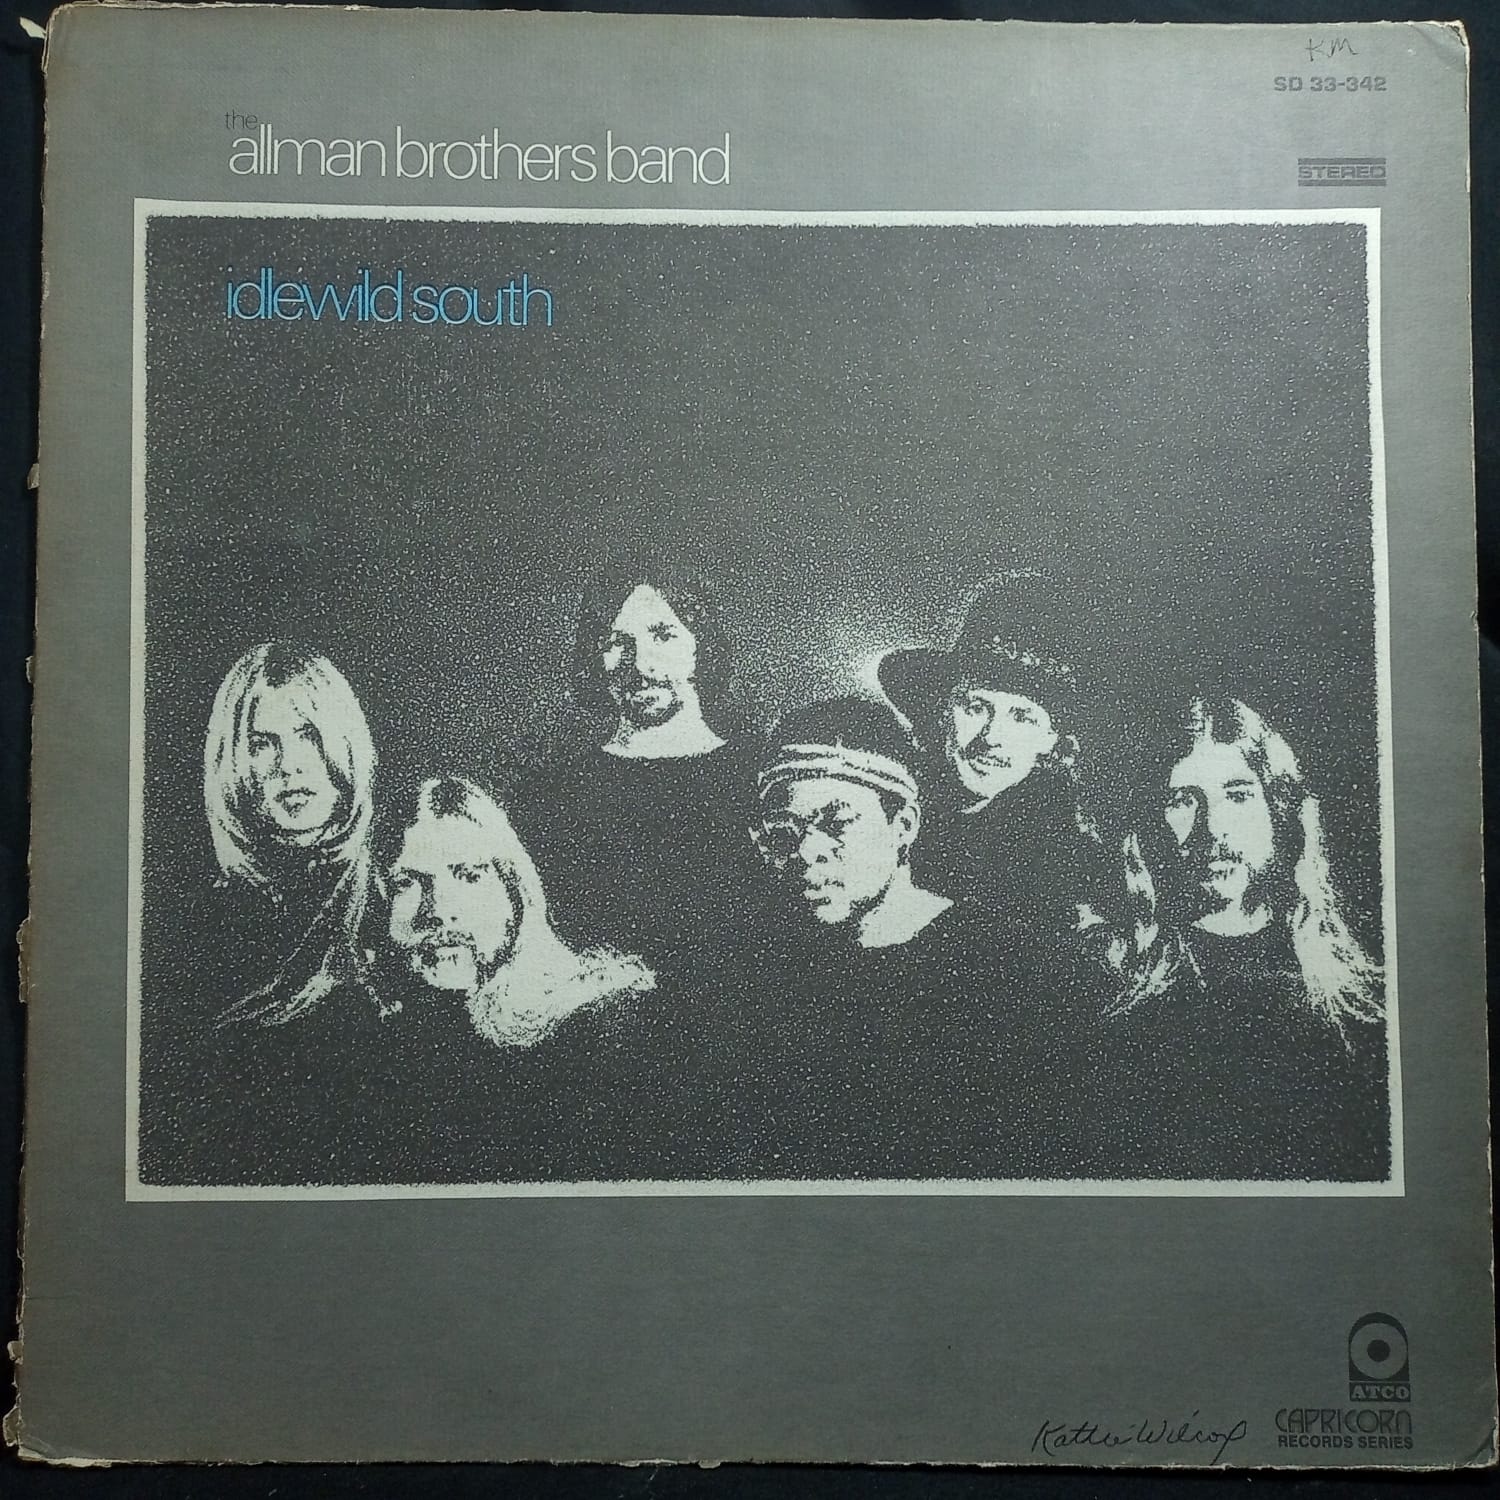 KM
SD 33-342
the
allman brothers band
STEREO
idlewild south
ATCO
CAPRICORN
RECORDS SERIES
Kathie Wilcox